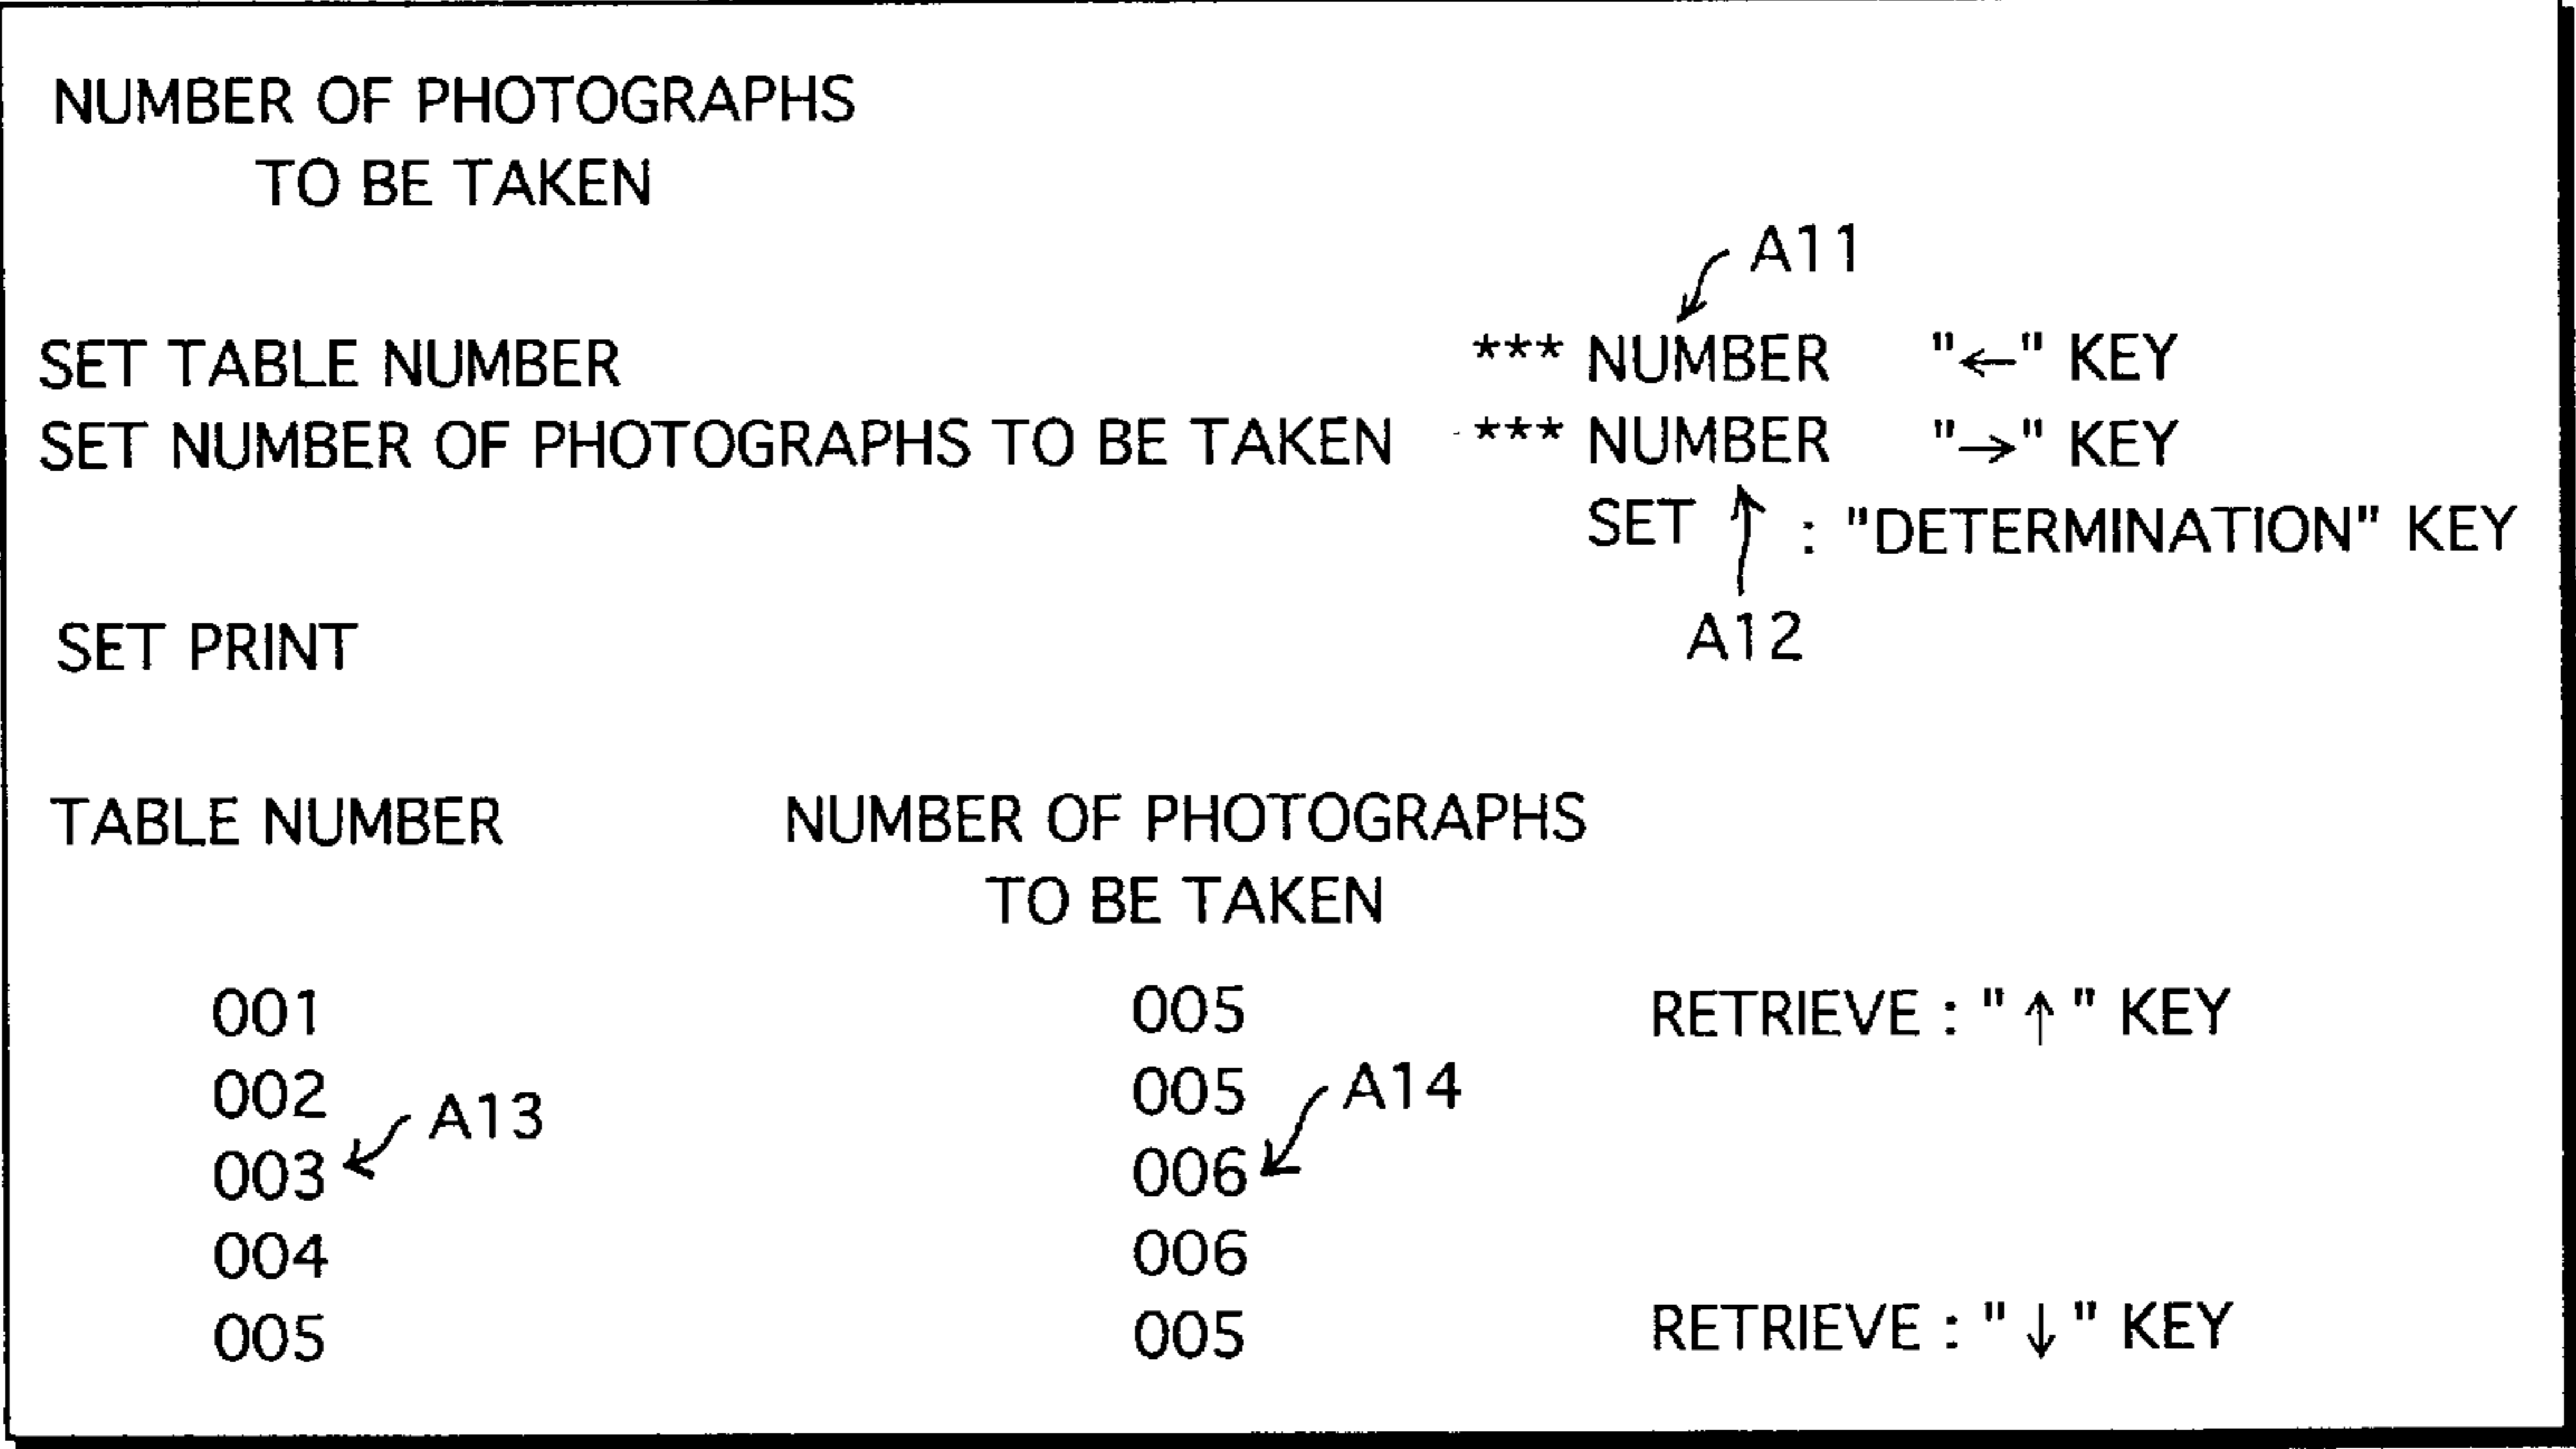 NUMBER OF PHOTOGRAPHS
TO BE TAKEN
A11
SET TABLE NUMBER *** NUMBER "←" KEY
SET NUMBER OF PHOTOGRAPHS TO BE TAKEN *** NUMBER "→" KEY
SET : "DETERMINATION" KEY
A12
SET PRINT
TABLE NUMBER NUMBER OF PHOTOGRAPHS
TO BE TAKEN
001 005 RETRIEVE : "↑" KEY
002 005 A14
A13
003 006
004 006
005 005 RETRIEVE : "↓" KEY